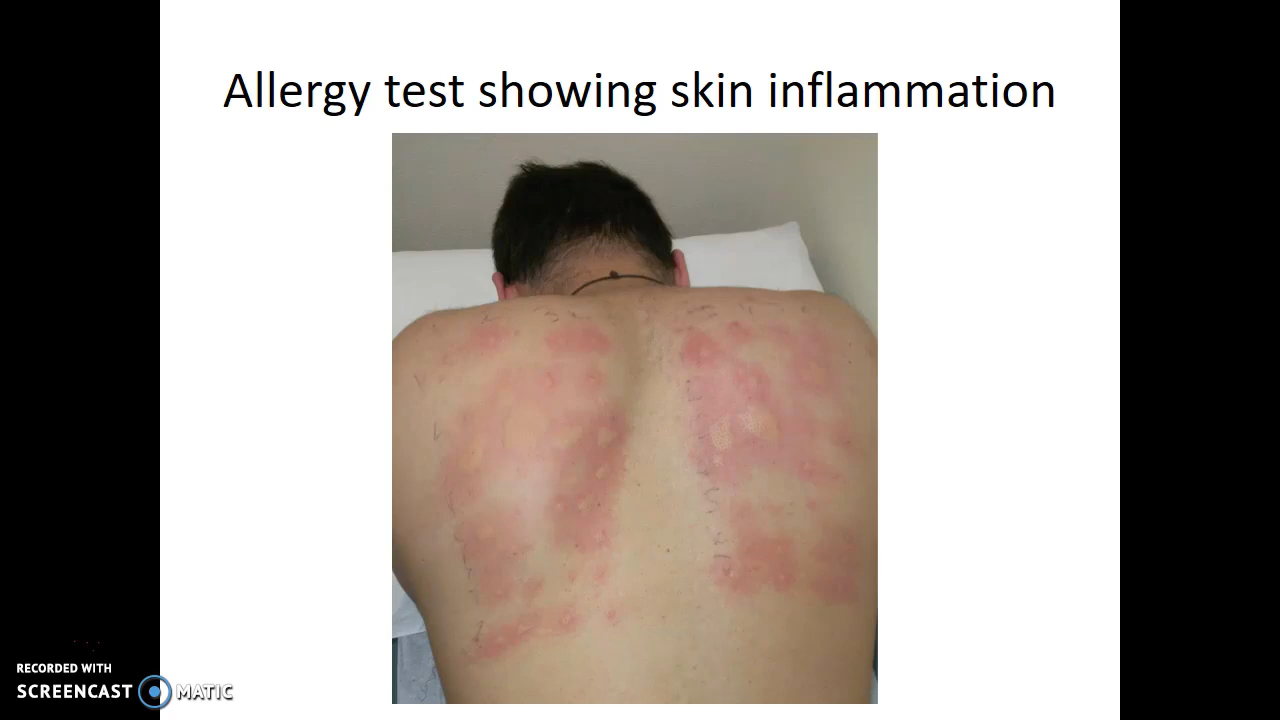 Allergy test showing skin inflammation
RECORDED WITH
SCREENCAST MATIC